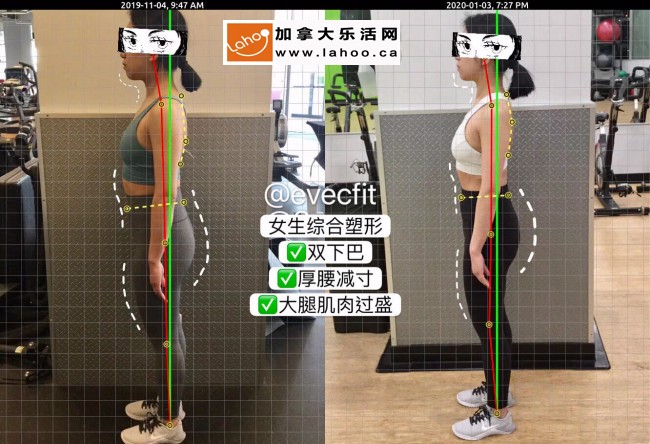 2019-11-04, 9:47 AM
2020-01-03, 7:27 PM
Lahoo
加拿大乐活网
www.lahoo.ca
@evecfit
女生综合塑形
✅双下巴
✅厚腰减寸
✅大腿肌肉过盛